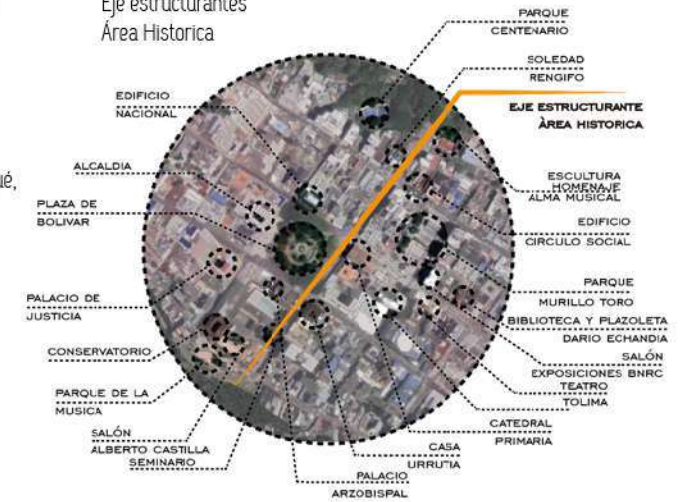 Eje estructurantes
Área Historica
ué,
PARQUE
CENTENARIO
SOLEDAD
RENGIFO
EJE ESTRUCTURANTE
ÀREA HISTORICA
EDIFICIO
NACIONAL
ALCALDIA
PLAZA DE
BOLIVAR
ESCULTURA
HOMENAJE
ALMA MUSICAL
EDIFICIO
CIRCULO SOCIAL
PALACIO DE
JUSTICIA
PARQUE
MURILLO TORO
BIBLIOTECA Y PLAZOLETA
DARIO ECHANDIA
CONSERVATORIO
SALÓN
EXPOSICIONES BNRC
PARQUE DE LA
MUSICA
TEATRO
TOLIMA
SALÓN
ALBERTO CASTILLA
SEMINARIO
CATEDRAL
PRIMARIA
CASA
URRUTIA
PALACIO
ARZOBISPAL